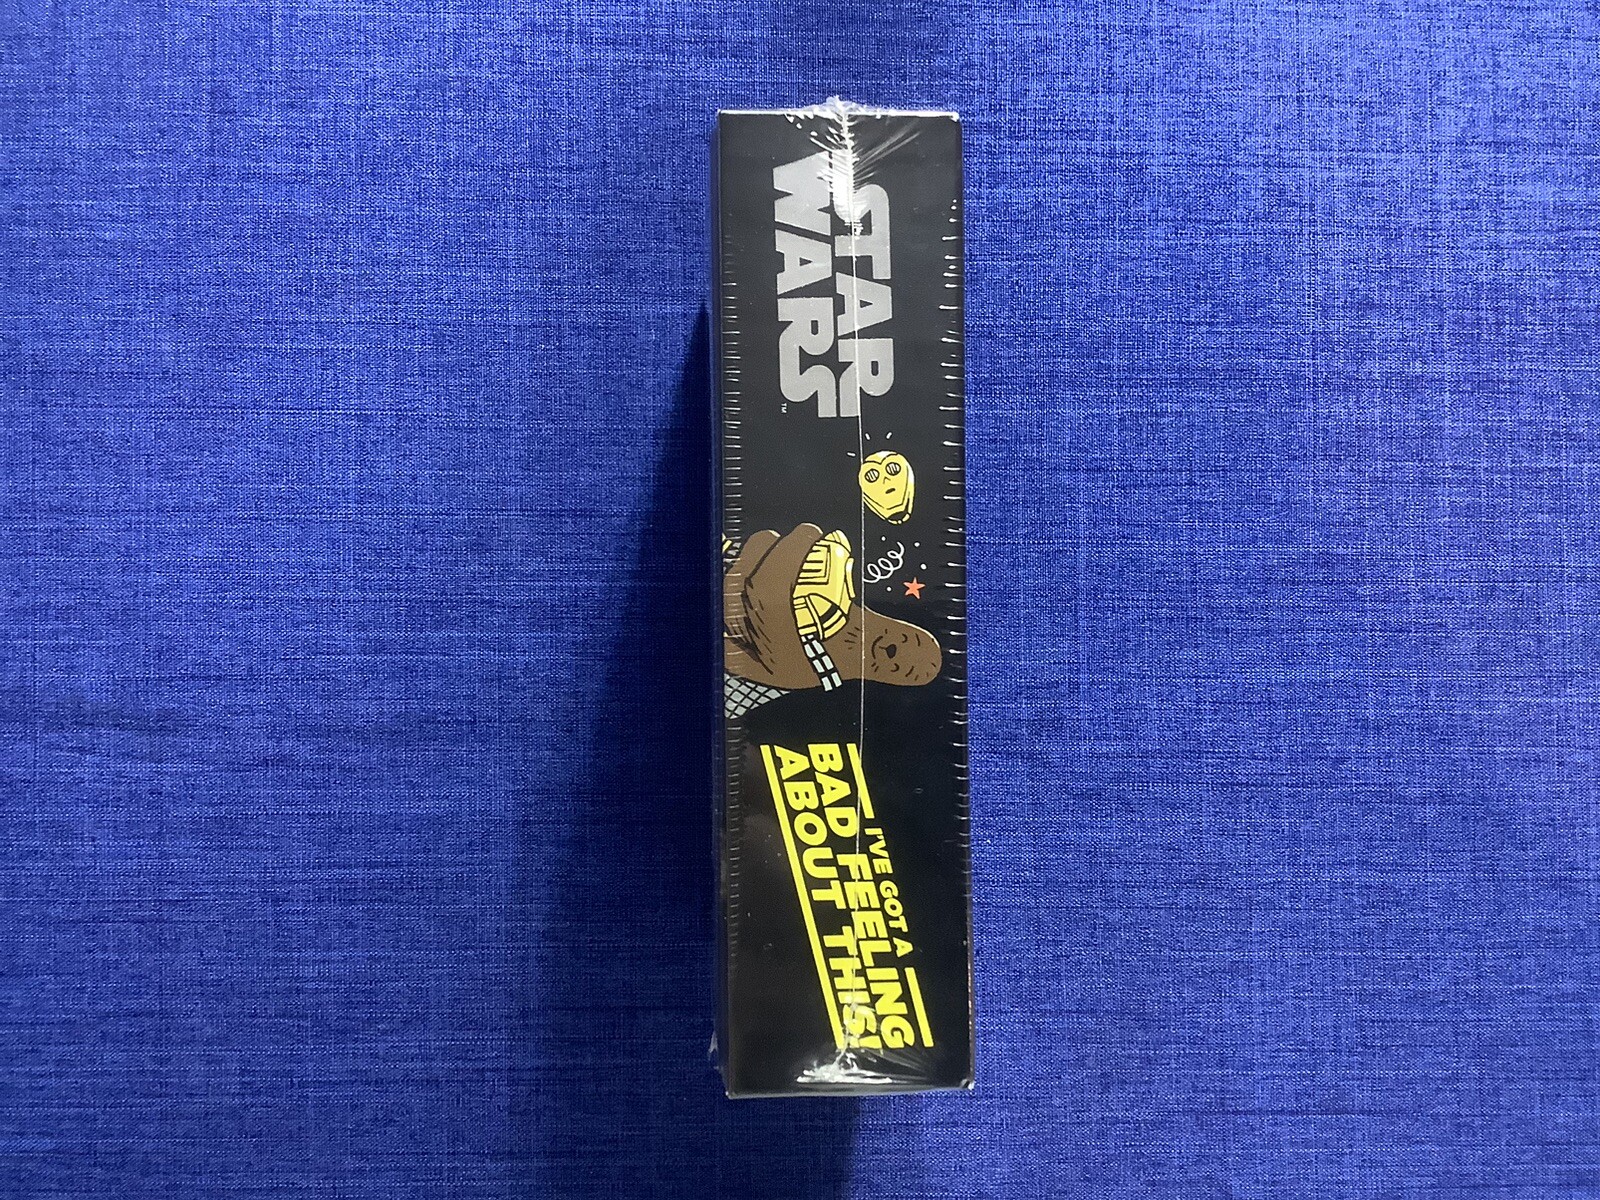 STAR
WARS
TM
I'VE GOT A
BAD FEELING
ABOUT THIS!